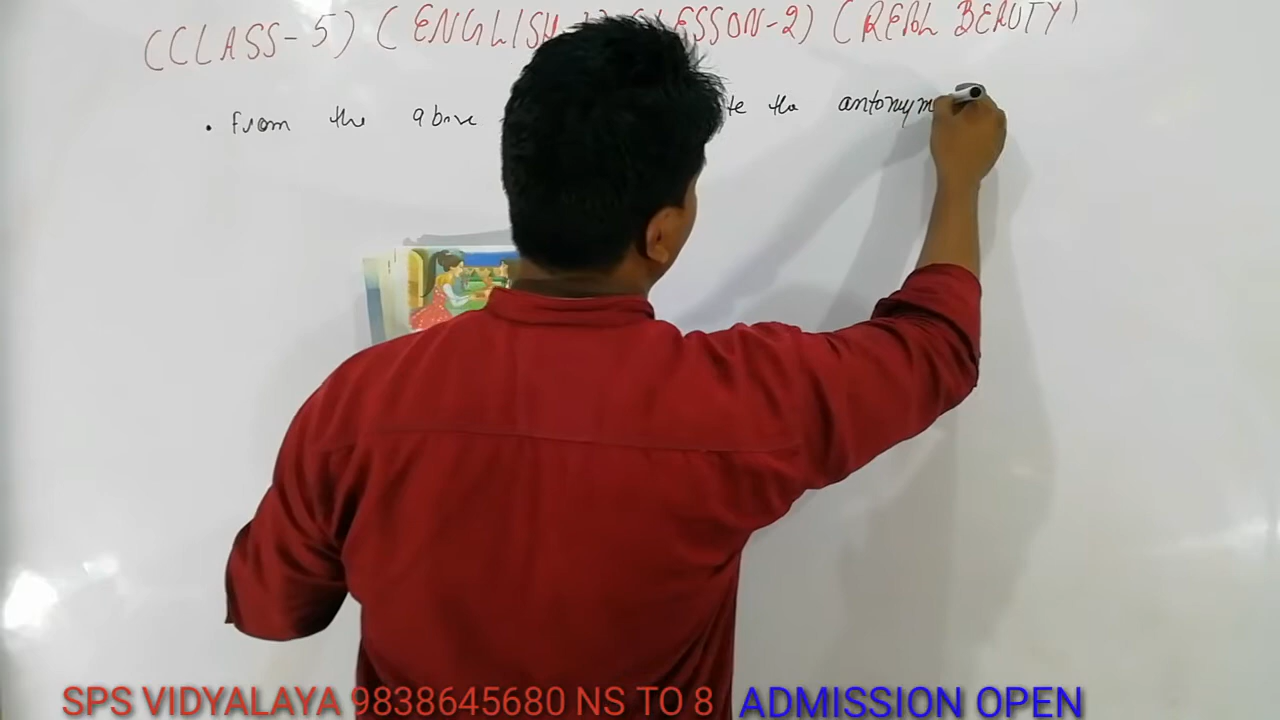 (CCLASS-5) (ENGLISH LESSON-2) (REAL BEAUTY)
• From the above te the antonym
SPS VIDYALAYA 9838645680 NS TO 8 ADMISSION OPEN